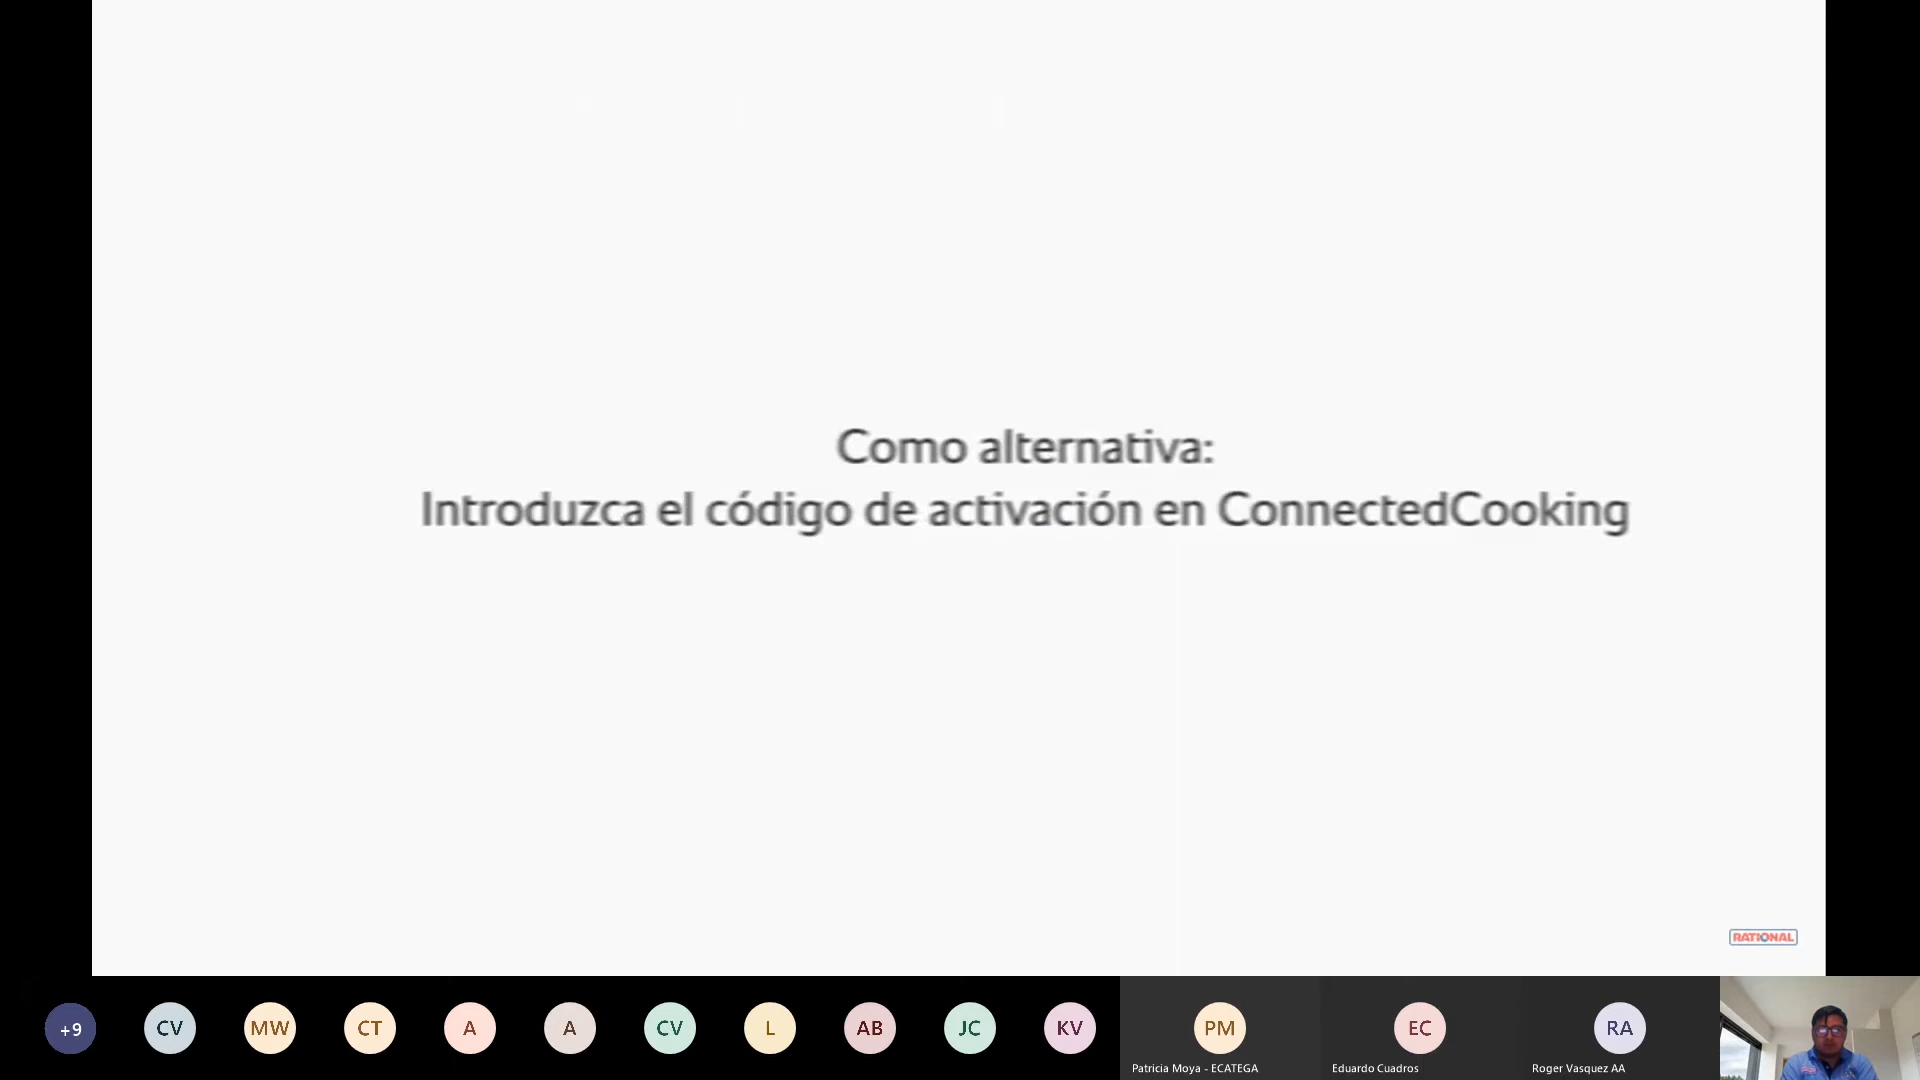 Como alternativa:
Introduzca el código de activación en ConnectedCooking
RATIONAL
+9
CV
MW
CT
A
A
CV
L
AB
JC
KV
PM
EC
RA
Patricia Moya - ECATEGA
Eduardo Cuadros
Roger Vasquez AA